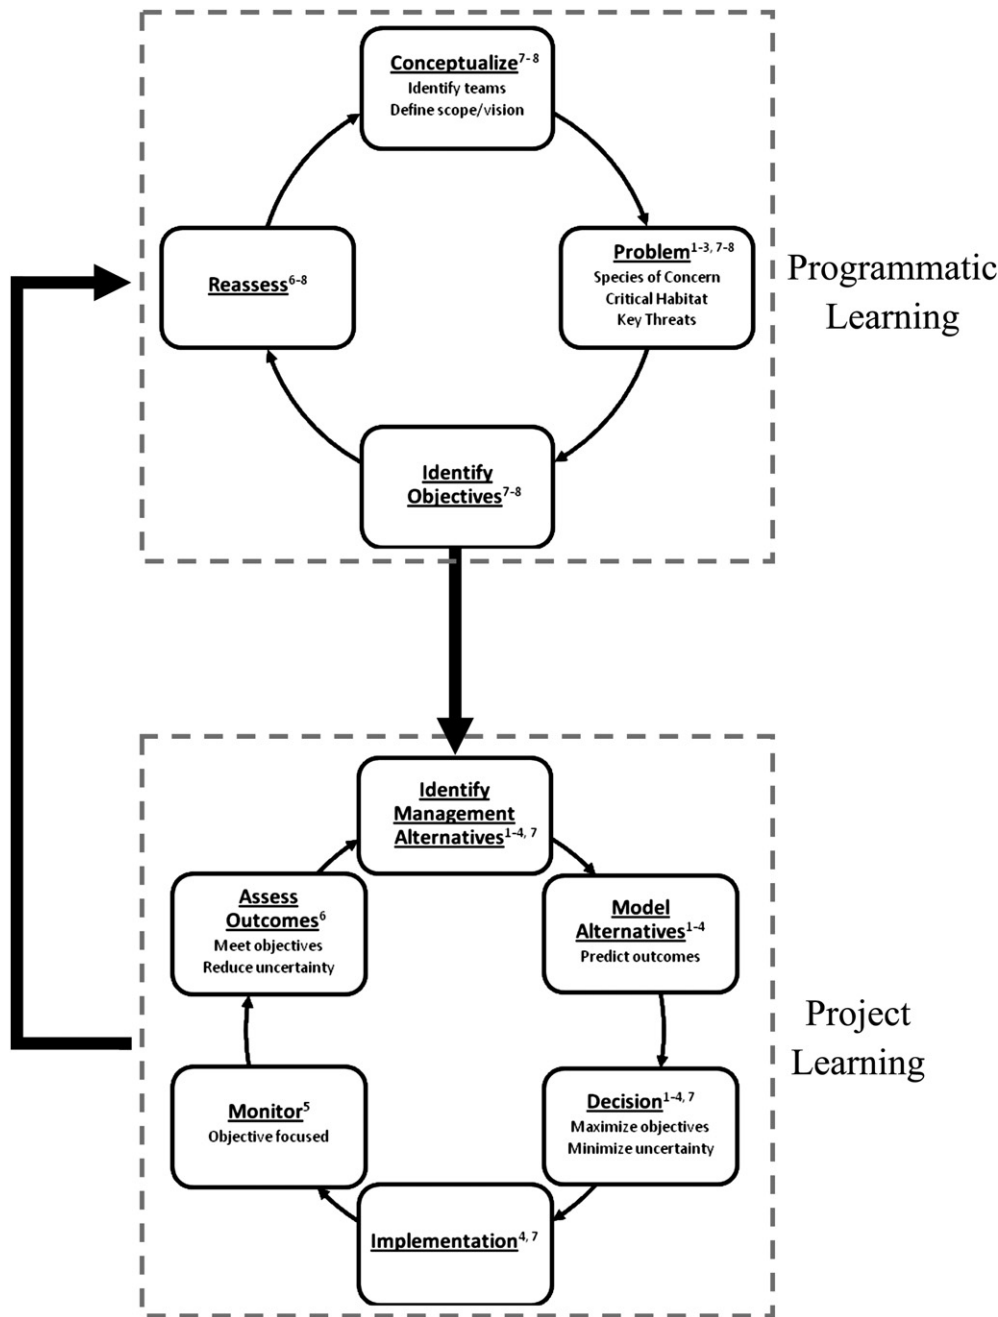 Conceptualize7-8
Identify teams
Define scope/vision
Problem1-3, 7-8
Species of Concern
Critical Habitat
Key Threats
Reassess6-8
Identify
Objectives7-8
Programmatic
Learning
Identify
Management
Alternatives1-4, 7
Assess
Outcomes6
Meet objectives
Reduce uncertainty
Model
Alternatives1-4
Predict outcomes
Monitor5
Objective focused
Decision1-4, 7
Maximize objectives
Minimize uncertainty
Implementation4, 7
Project
Learning